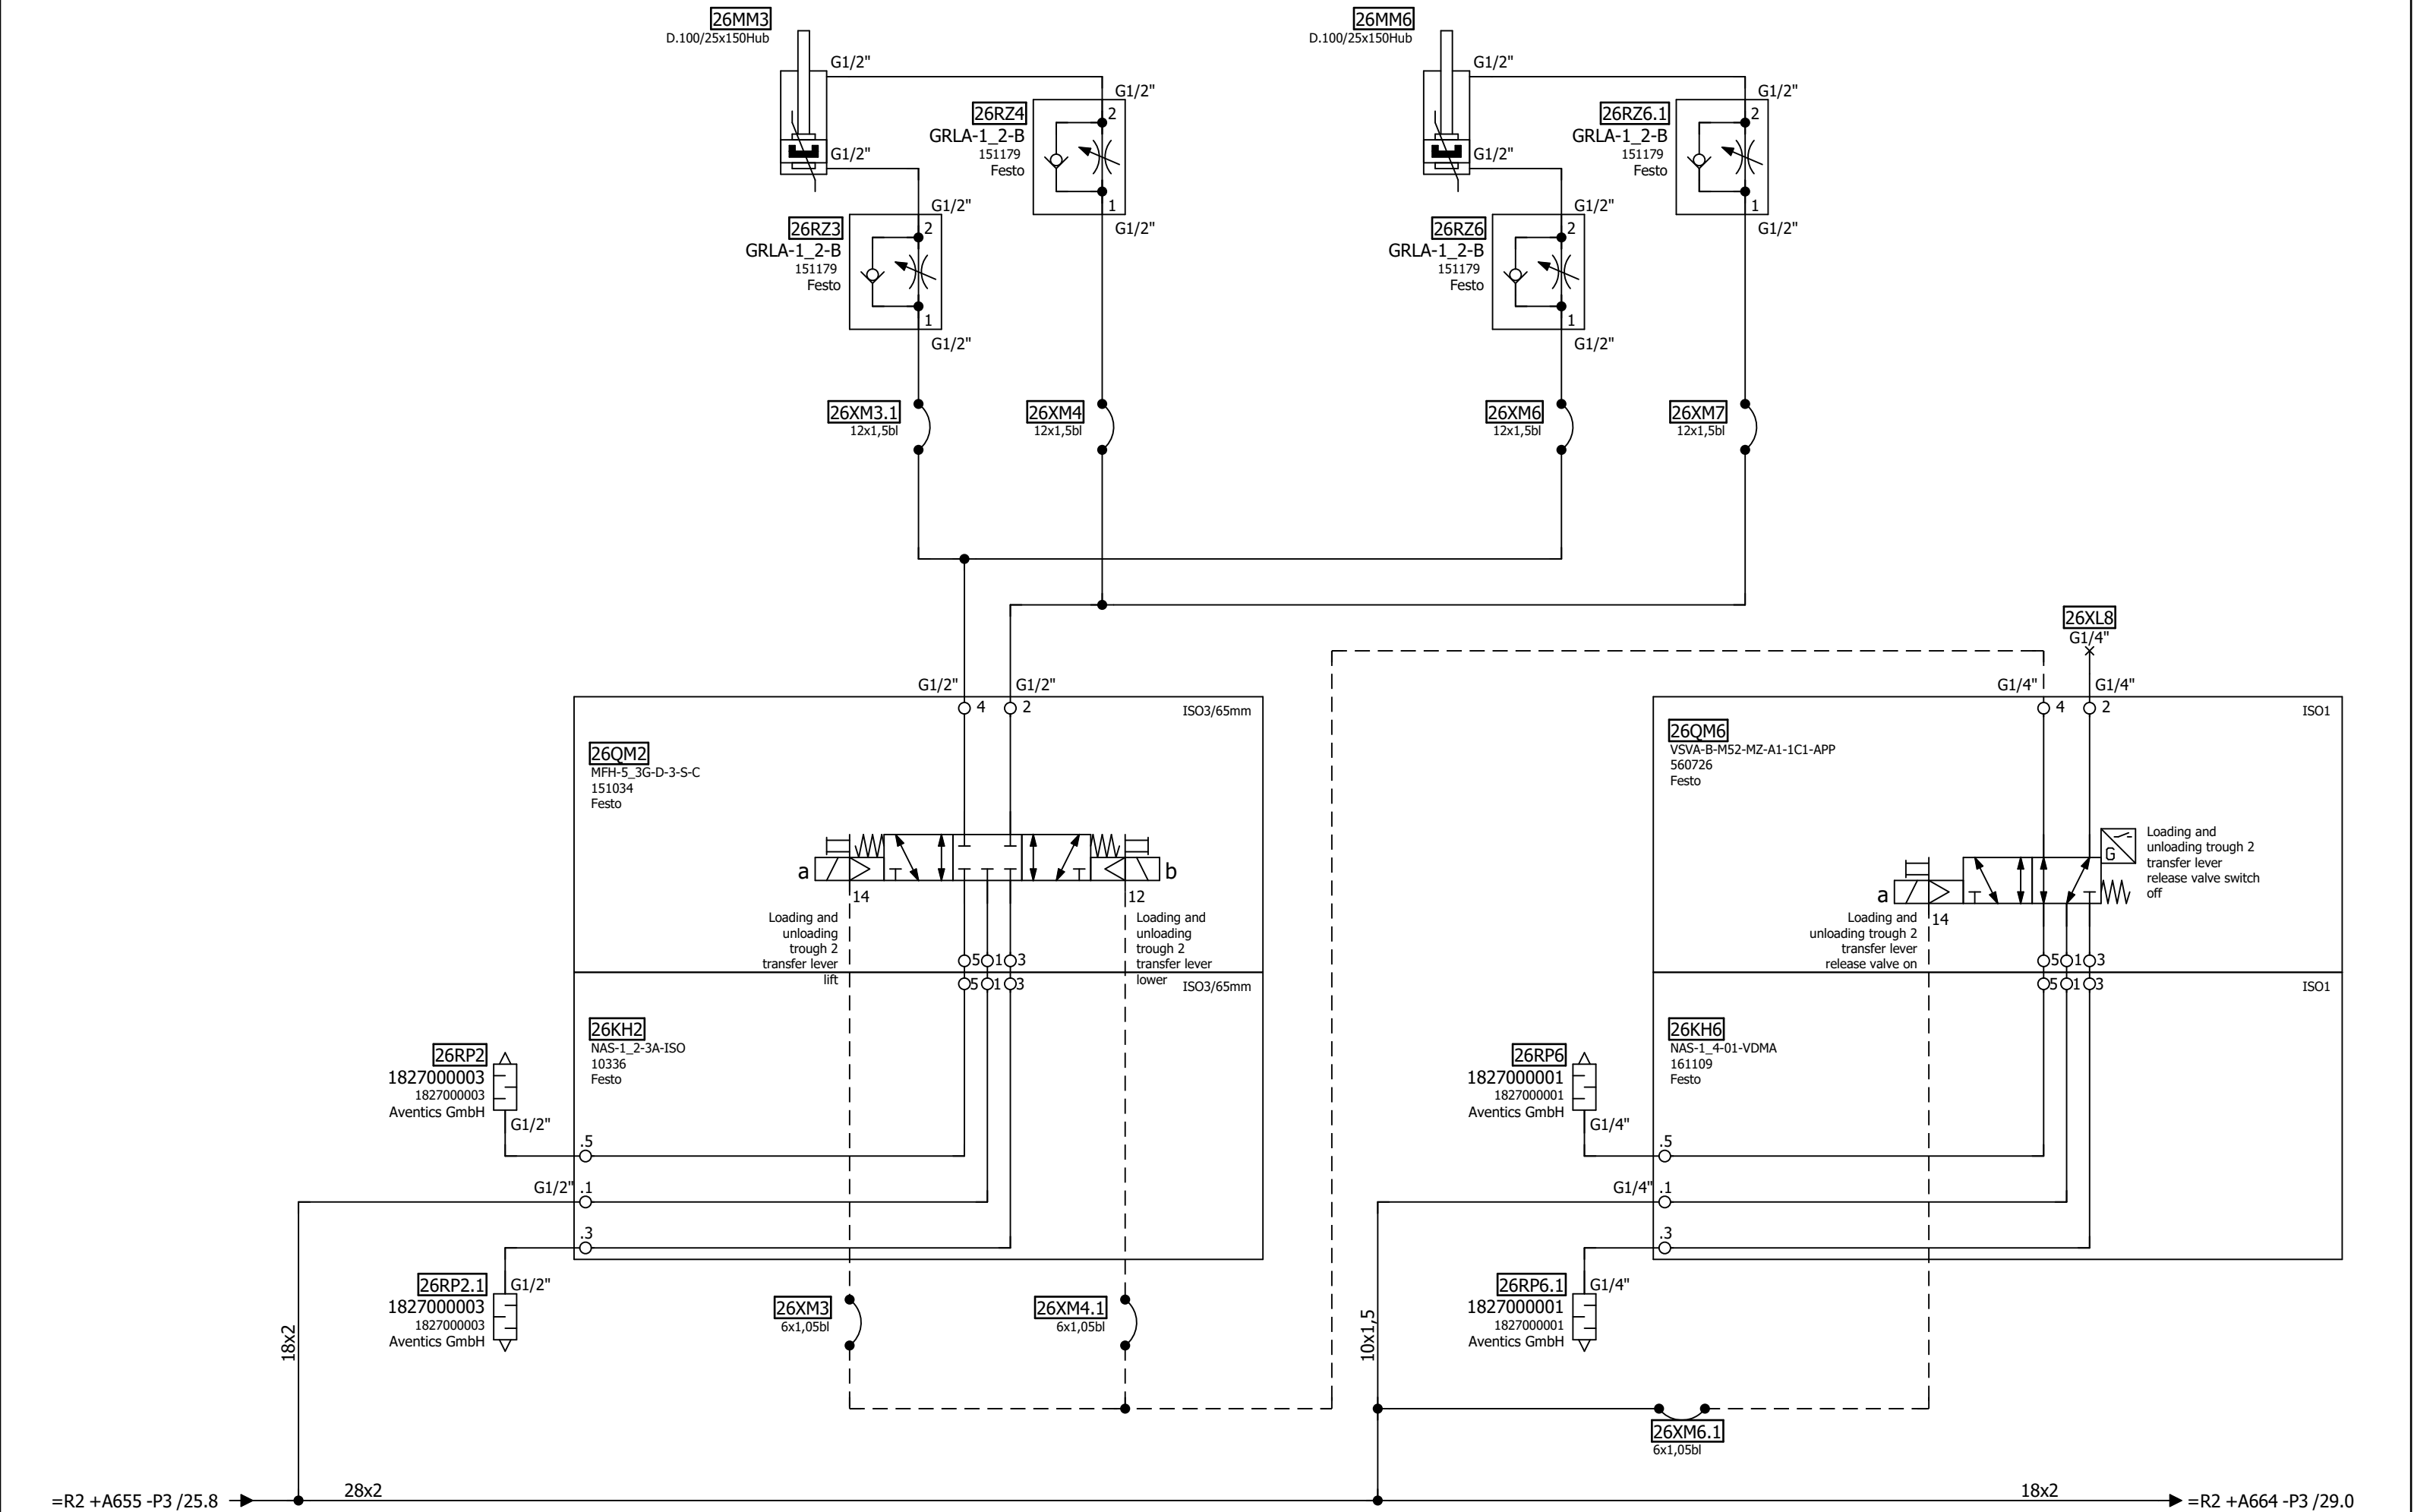 26MM3
D.100/25x150Hub
G1/2"
G1/2"
26RZ4
GRLA-1_2-B
151179
Festo
G1/2"
2
1
G1/2"
26RZ3
GRLA-1_2-B
151179
Festo
G1/2"
2
1
G1/2"
26MM6
D.100/25x150Hub
G1/2"
G1/2"
26RZ6.1
GRLA-1_2-B
151179
Festo
G1/2"
2
1
G1/2"
26RZ6
GRLA-1_2-B
151179
Festo
G1/2"
2
1
G1/2"
26XM3.1
12x1,5bl
26XM4
12x1,5bl
26XM6
12x1,5bl
26XM7
12x1,5bl
26XL8
G1/4"
G1/2"
G1/2"
4
2
ISO3/65mm
26QM2
MFH-5_3G-D-3-S-C
151034
Festo
a
b
14
12
Loading and
unloading
trough 2
transfer lever
lift
Loading and
unloading
trough 2
transfer lever
lower
5 1 3
5 1 3
ISO3/65mm
26KH2
NAS-1_2-3A-ISO
10336
Festo
26RP2
1827000003
1827000003
Aventics GmbH
G1/2"
.5
G1/2"
.1
.3
26RP2.1
1827000003
1827000003
Aventics GmbH
G1/2"
18x2
26XM3
6x1,05bl
26XM4.1
6x1,05bl
G1/4"
G1/4"
4
2
ISO1
26QM6
VSVA-B-M52-MZ-A1-1C1-APP
560726
Festo
G
Loading and
unloading trough 2
transfer lever
release valve switch
off
a
14
Loading and
unloading trough 2
transfer lever
release valve on
5 1 3
5 1 3
ISO1
26KH6
NAS-1_4-01-VDMA
161109
Festo
26RP6
1827000001
1827000001
Aventics GmbH
G1/4"
.5
G1/4"
.1
.3
26RP6.1
1827000001
1827000001
Aventics GmbH
G1/4"
10x1,5
26XM6.1
6x1,05bl
=R2 +A655 -P3 /25.8
28x2
18x2
=R2 +A664 -P3 /29.0